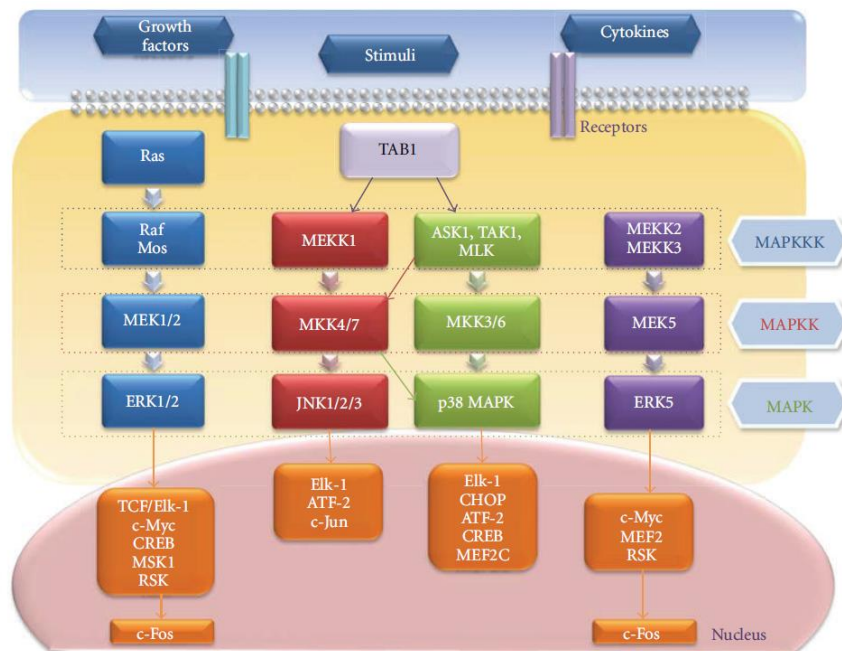 Growth
factors
Stimuli
Cytokines
Receptors
Ras
TAB1
Raf
Mos
MEKK1
ASK1, TAK1,
MLK
MEKK2
MEKK3
MAPKKK
MEK1/2
MKK4/7
MKK3/6
MEK5
MAPKK
ERK1/2
JNK1/2/3
p38 MAPK
ERK5
MAPK
TCF/Elk-1
c-Myc
CREB
MSK1
RSK
Elk-1
ATF-2
c-Jun
Elk-1
CHOP
ATF-2
CREB
MEF2C
c-Myc
MEF2
RSK
c-Fos
c-Fos
Nucleus